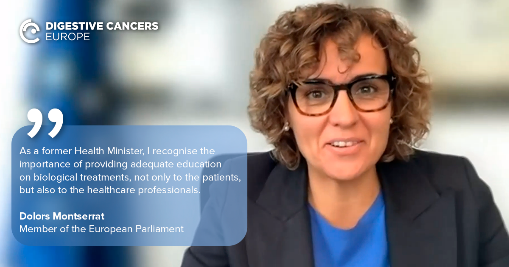 DIGESTIVE CANCERS
EUROPE
As a former Health Minister, I recognise the
importance of providing adequate education
on biological treatments, not only to the patients,
but also to the healthcare professionals.
Dolors Montserrat
Member of the European Parliament